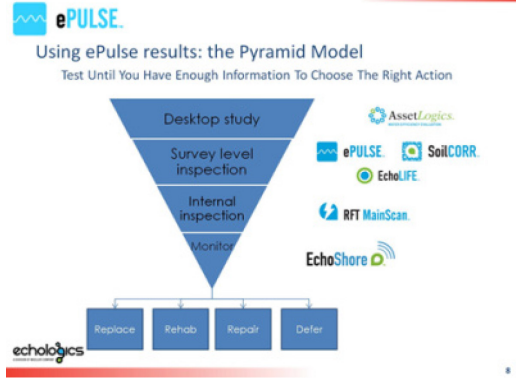 ePULSE.
Using ePulse results: the Pyramid Model
Test Until You Have Enough Information To Choose The Right Action
Desktop study
AssetLogics.
Survey level
inspection
ePULSE. SoilCORR.
EchoLIFE.
Internal
inspection
RFT MainScan.
Monitor
EchoShore
Replace Rehab Repair Defer
echologics
8